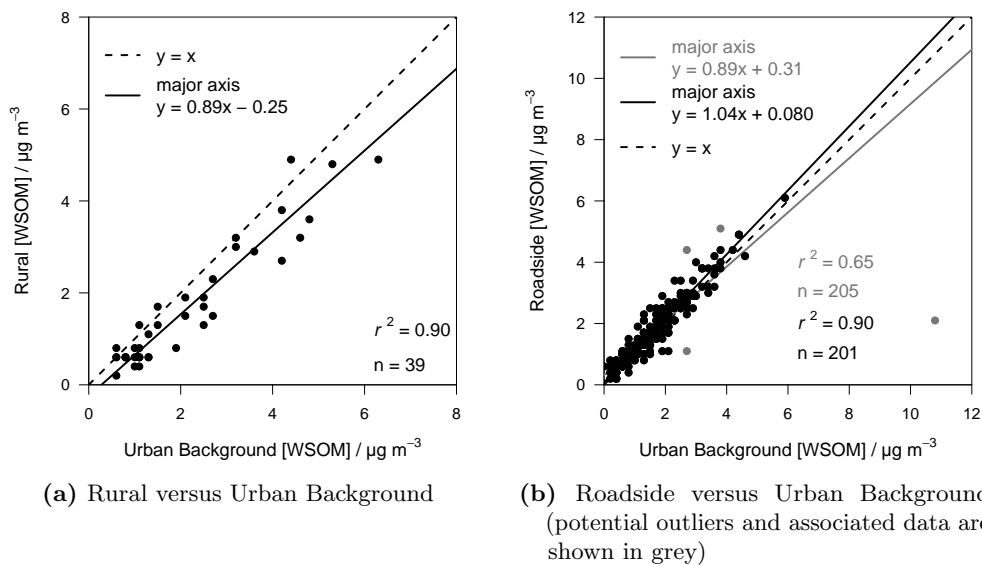 8
6
4
2
0
0 2 4 6 8
Rural [WSOM] / µg m⁻³
Urban Background [WSOM] / µg m⁻³
y = x
major axis
y = 0.89x − 0.25
r² = 0.90
n = 39
(a) Rural versus Urban Background
12
10
8
6
4
2
0
0 2 4 6 8 10 12
Roadside [WSOM] / µg m⁻³
Urban Background [WSOM] / µg m⁻³
major axis
y = 0.89x + 0.31
major axis
y = 1.04x + 0.080
y = x
r² = 0.65
n = 205
r² = 0.90
n = 201
(b) Roadside versus Urban Background
(potential outliers and associated data are
shown in grey)